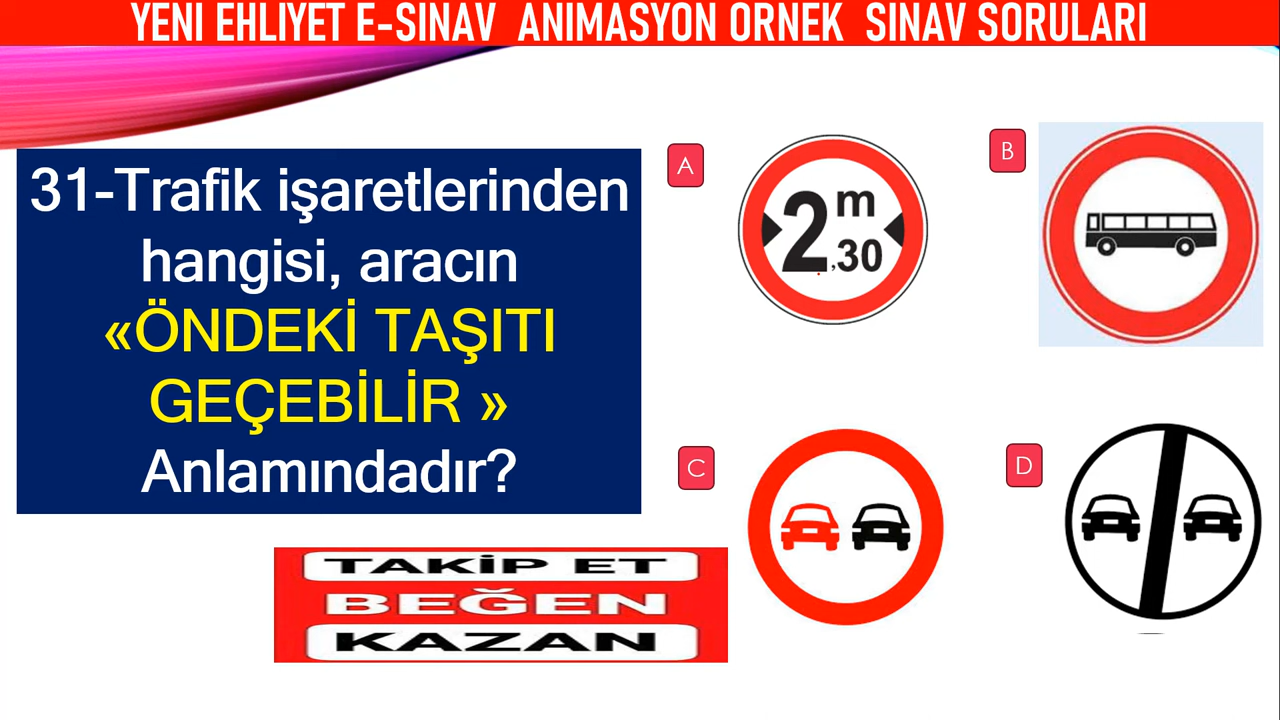 YENI EHLIYET E-SINAV ANIMASYON ORNEK SINAV SORULARI
31-Trafik işaretlerinden
hangisi, aracın
«ÖNDEKİ TAŞITI
GEÇEBİLİR »
Anlamındadır?
A
2,30 m
B
C
D
TAKİP ET
BEĞEN
KAZAN